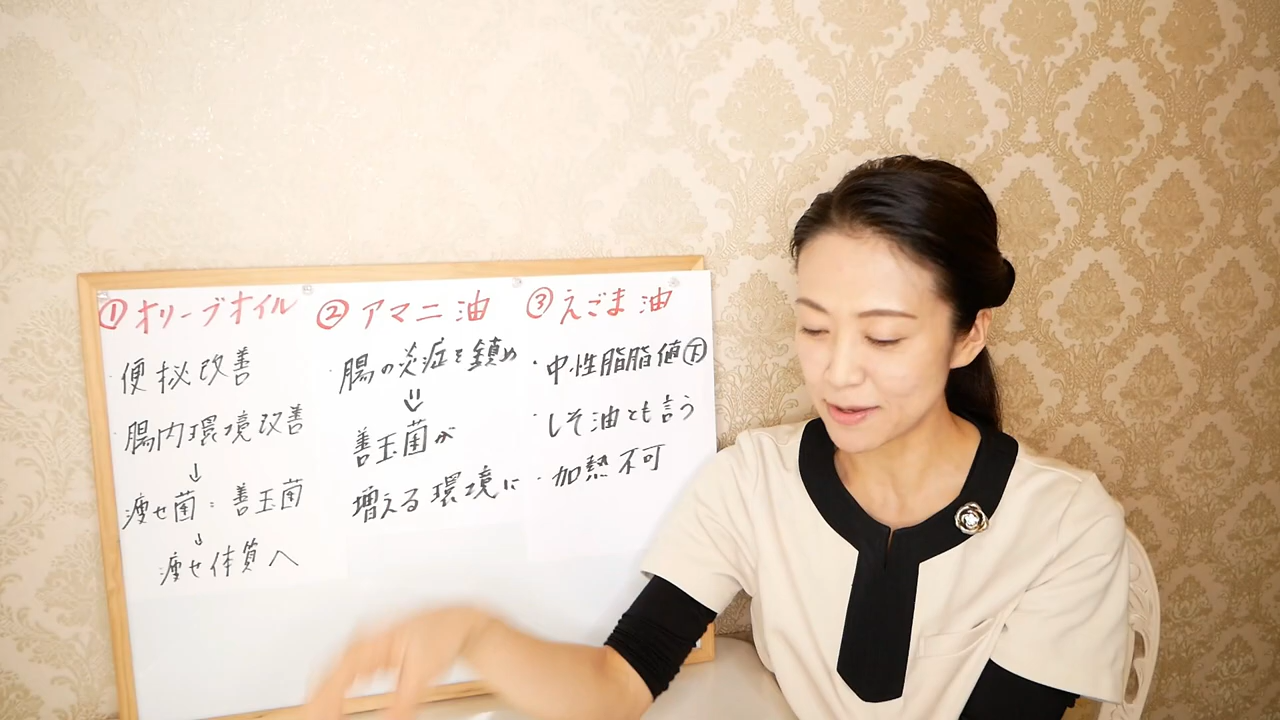 ①オリーブオイル
・便秘改善
・腸内環境改善
↓
痩せ菌：善玉菌
↓
痩せ体質へ
②アマニ油
・腸の炎症を鎮め
⇓
善玉菌が
増える環境に
③えごま油
・中性脂肪値㊦
・しそ油とも言う
・加熱不可